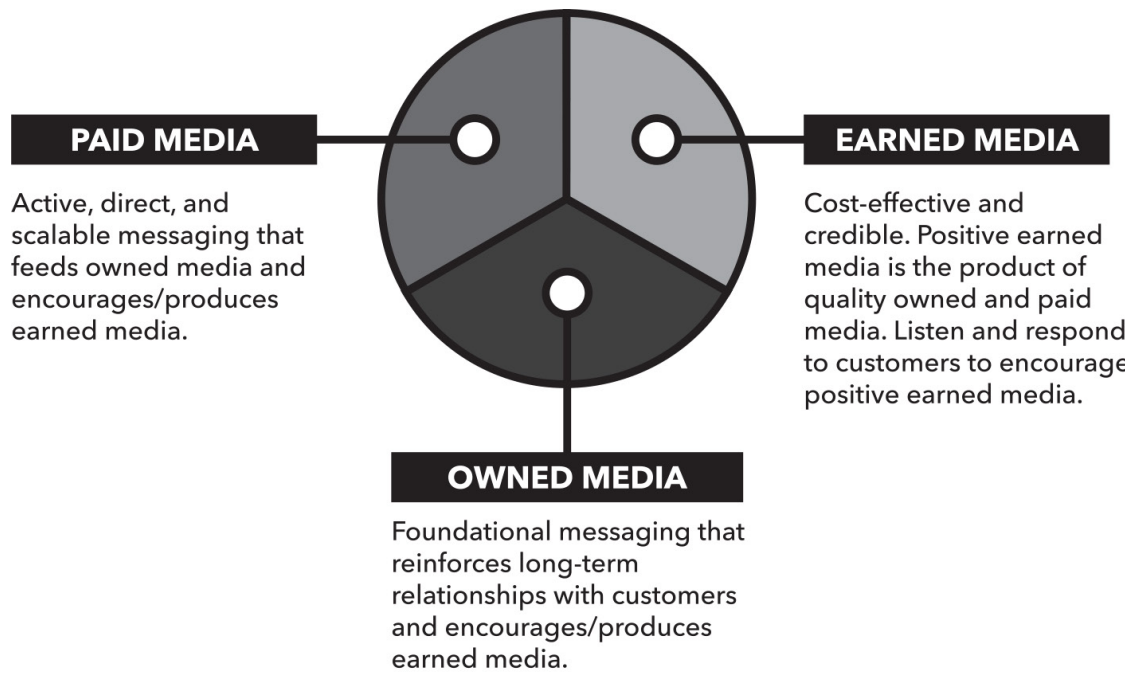 PAID MEDIA
Active, direct, and
scalable messaging that
feeds owned media and
encourages/produces
earned media.
EARNED MEDIA
Cost-effective and
credible. Positive earned
media is the product of
quality owned and paid
media. Listen and respond
to customers to encourage
positive earned media.
OWNED MEDIA
Foundational messaging that
reinforces long-term
relationships with customers
and encourages/produces
earned media.